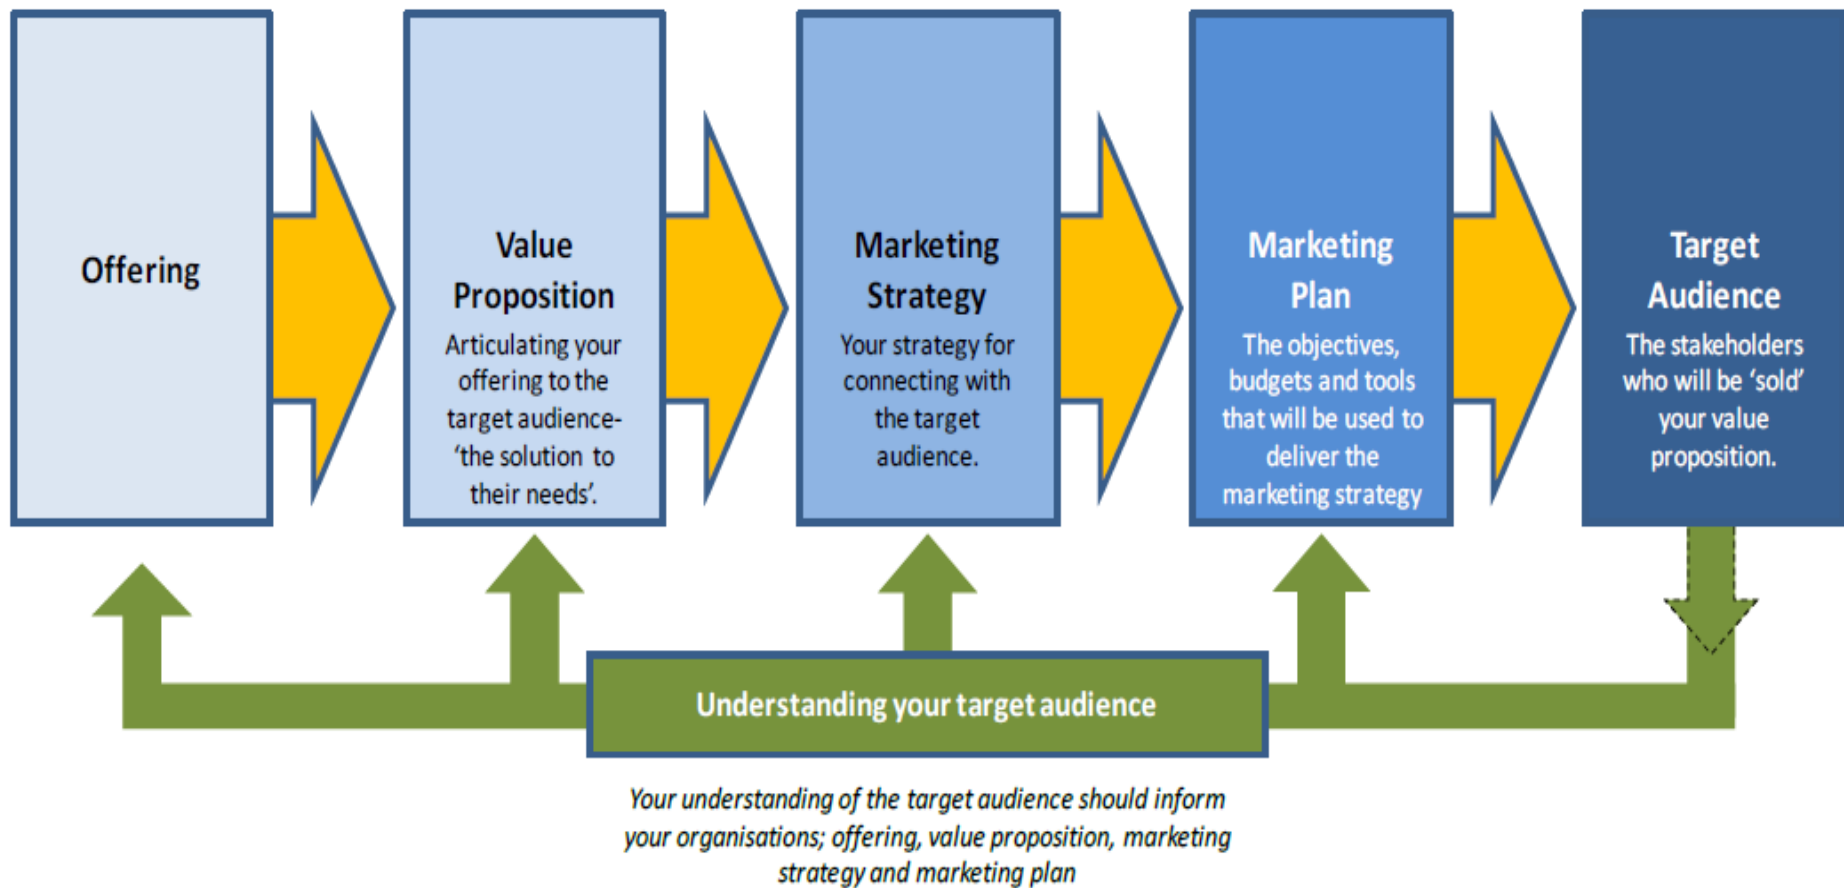 Offering
Value
Proposition
Articulating your
offering to the
target audience-
‘the solution to
their needs’.
Marketing
Strategy
Your strategy for
connecting with
the target
audience.
Marketing
Plan
The objectives,
budgets and tools
that will be used to
deliver the
marketing strategy
Target
Audience
The stakeholders
who will be ‘sold’
your value
proposition.
Understanding your target audience
Your understanding of the target audience should inform
your organisations; offering, value proposition, marketing
strategy and marketing plan